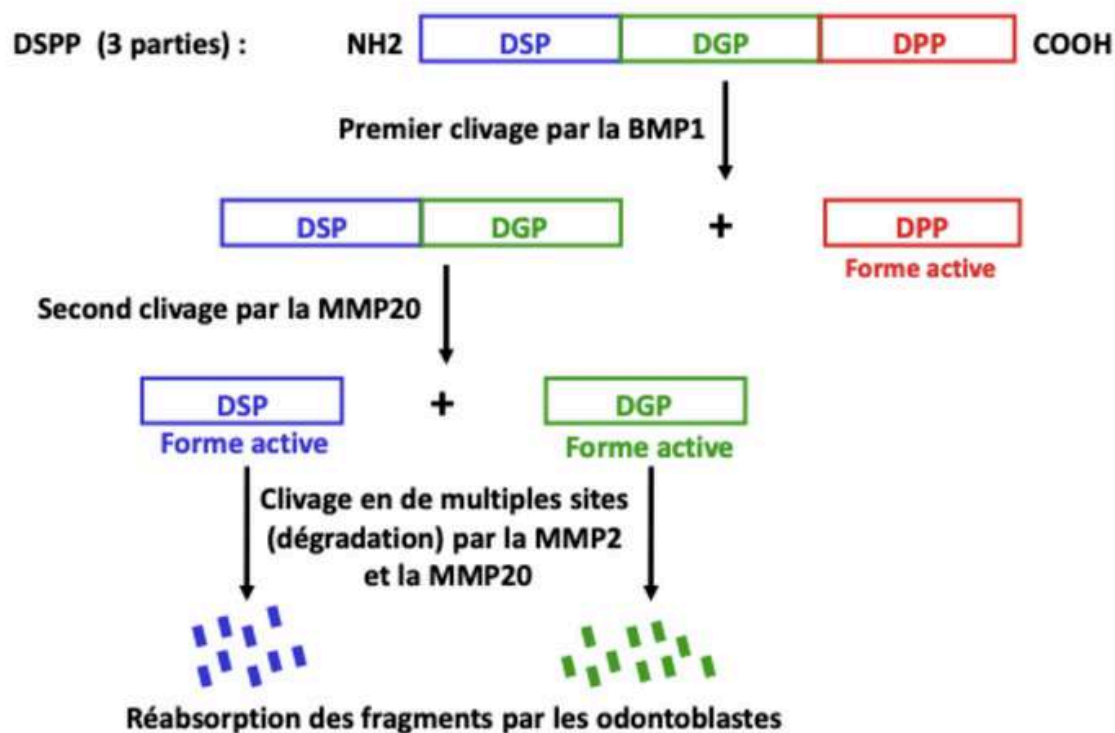 DSPP (3 parties) : NH2 DSP DGP DPP COOH
Premier clivage par la BMP1
DSP DGP + DPP
Forme active
Second clivage par la MMP20
DSP + DGP
Forme active Forme active
Clivage en de multiples sites
(dégradation) par la MMP2
et la MMP20
Réabsorption des fragments par les odontoblastes